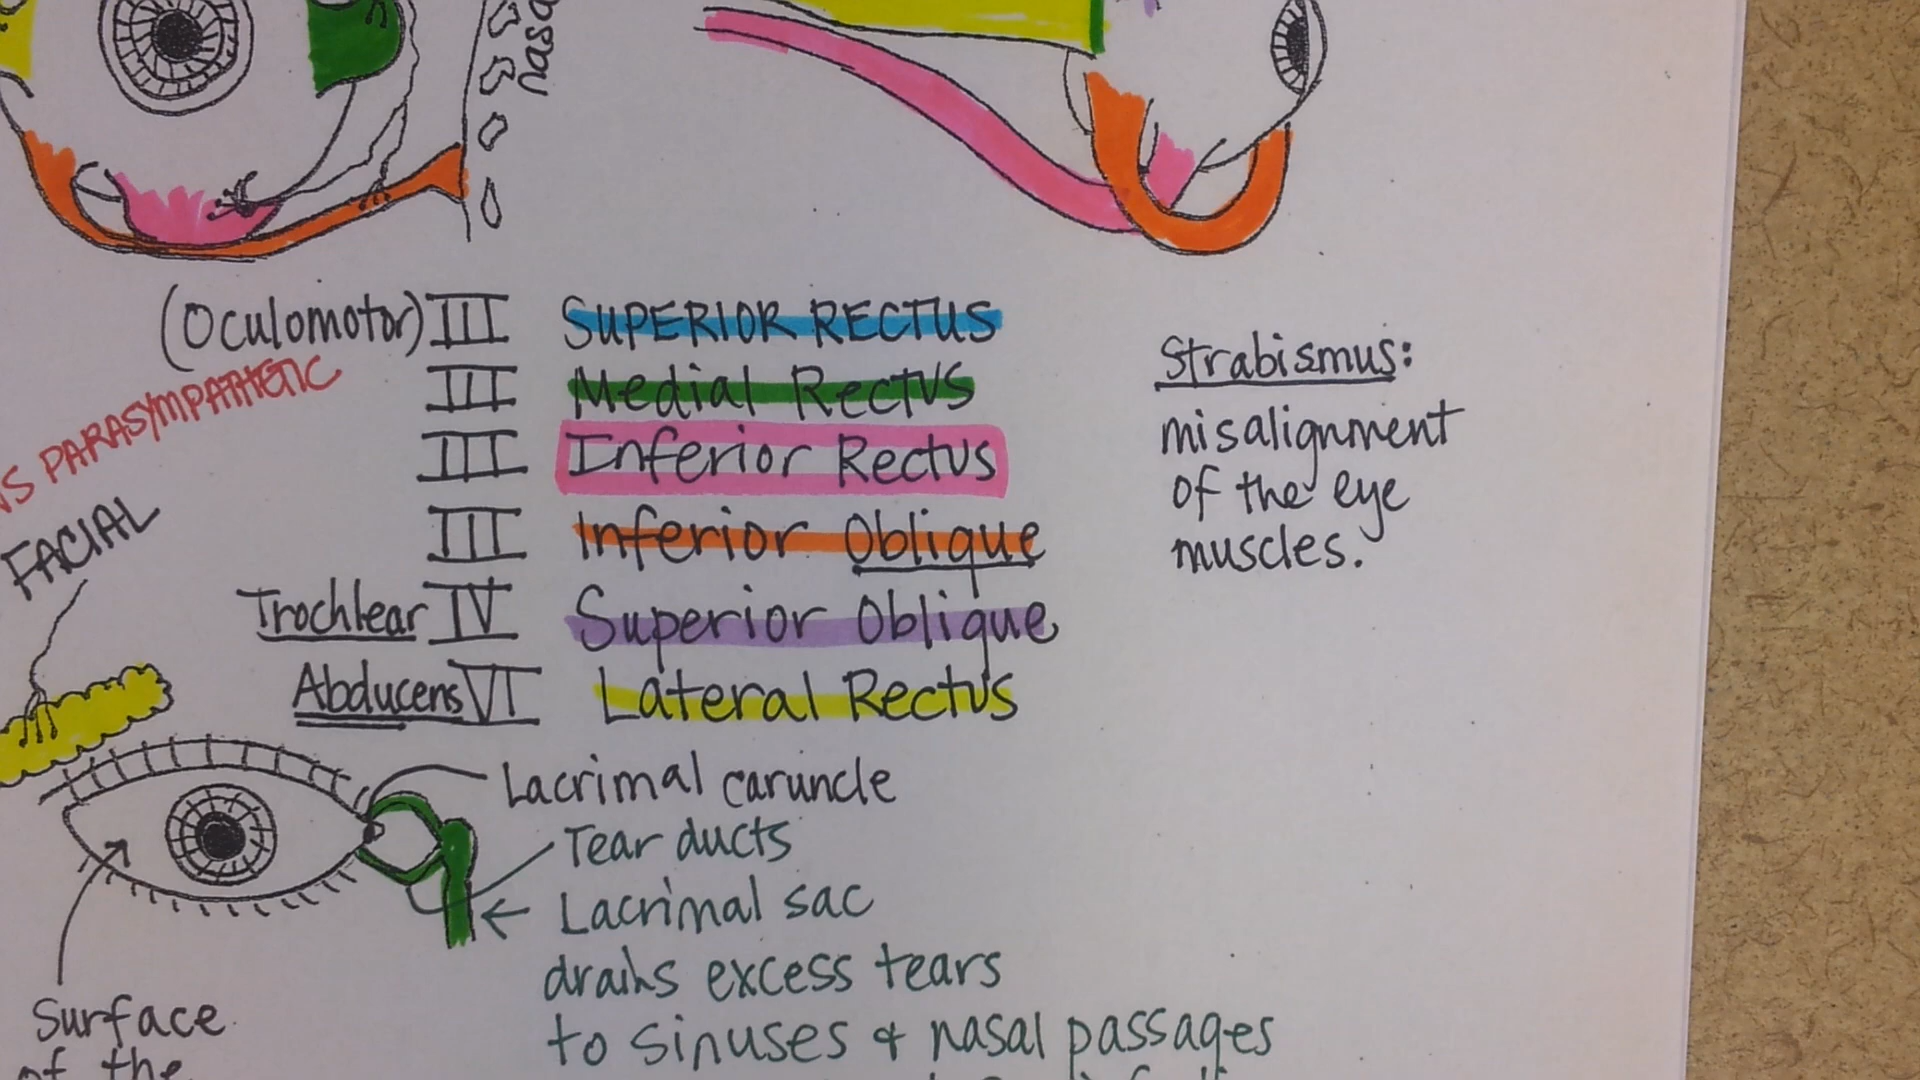 (Oculomotor) III SUPERIOR RECTUS
III Medial Rectus
III Inferior Rectus
III Inferior Oblique
Trochlear IV Superior Oblique
Abducens VI Lateral Rectus
Strabismus:
misalignment
of the eye
muscles.
PARASYMPATHETIC
FACIAL
Lacrimal caruncle
Tear ducts
Lacrimal sac
drains excess tears
to sinuses & nasal passages
Surface
of the